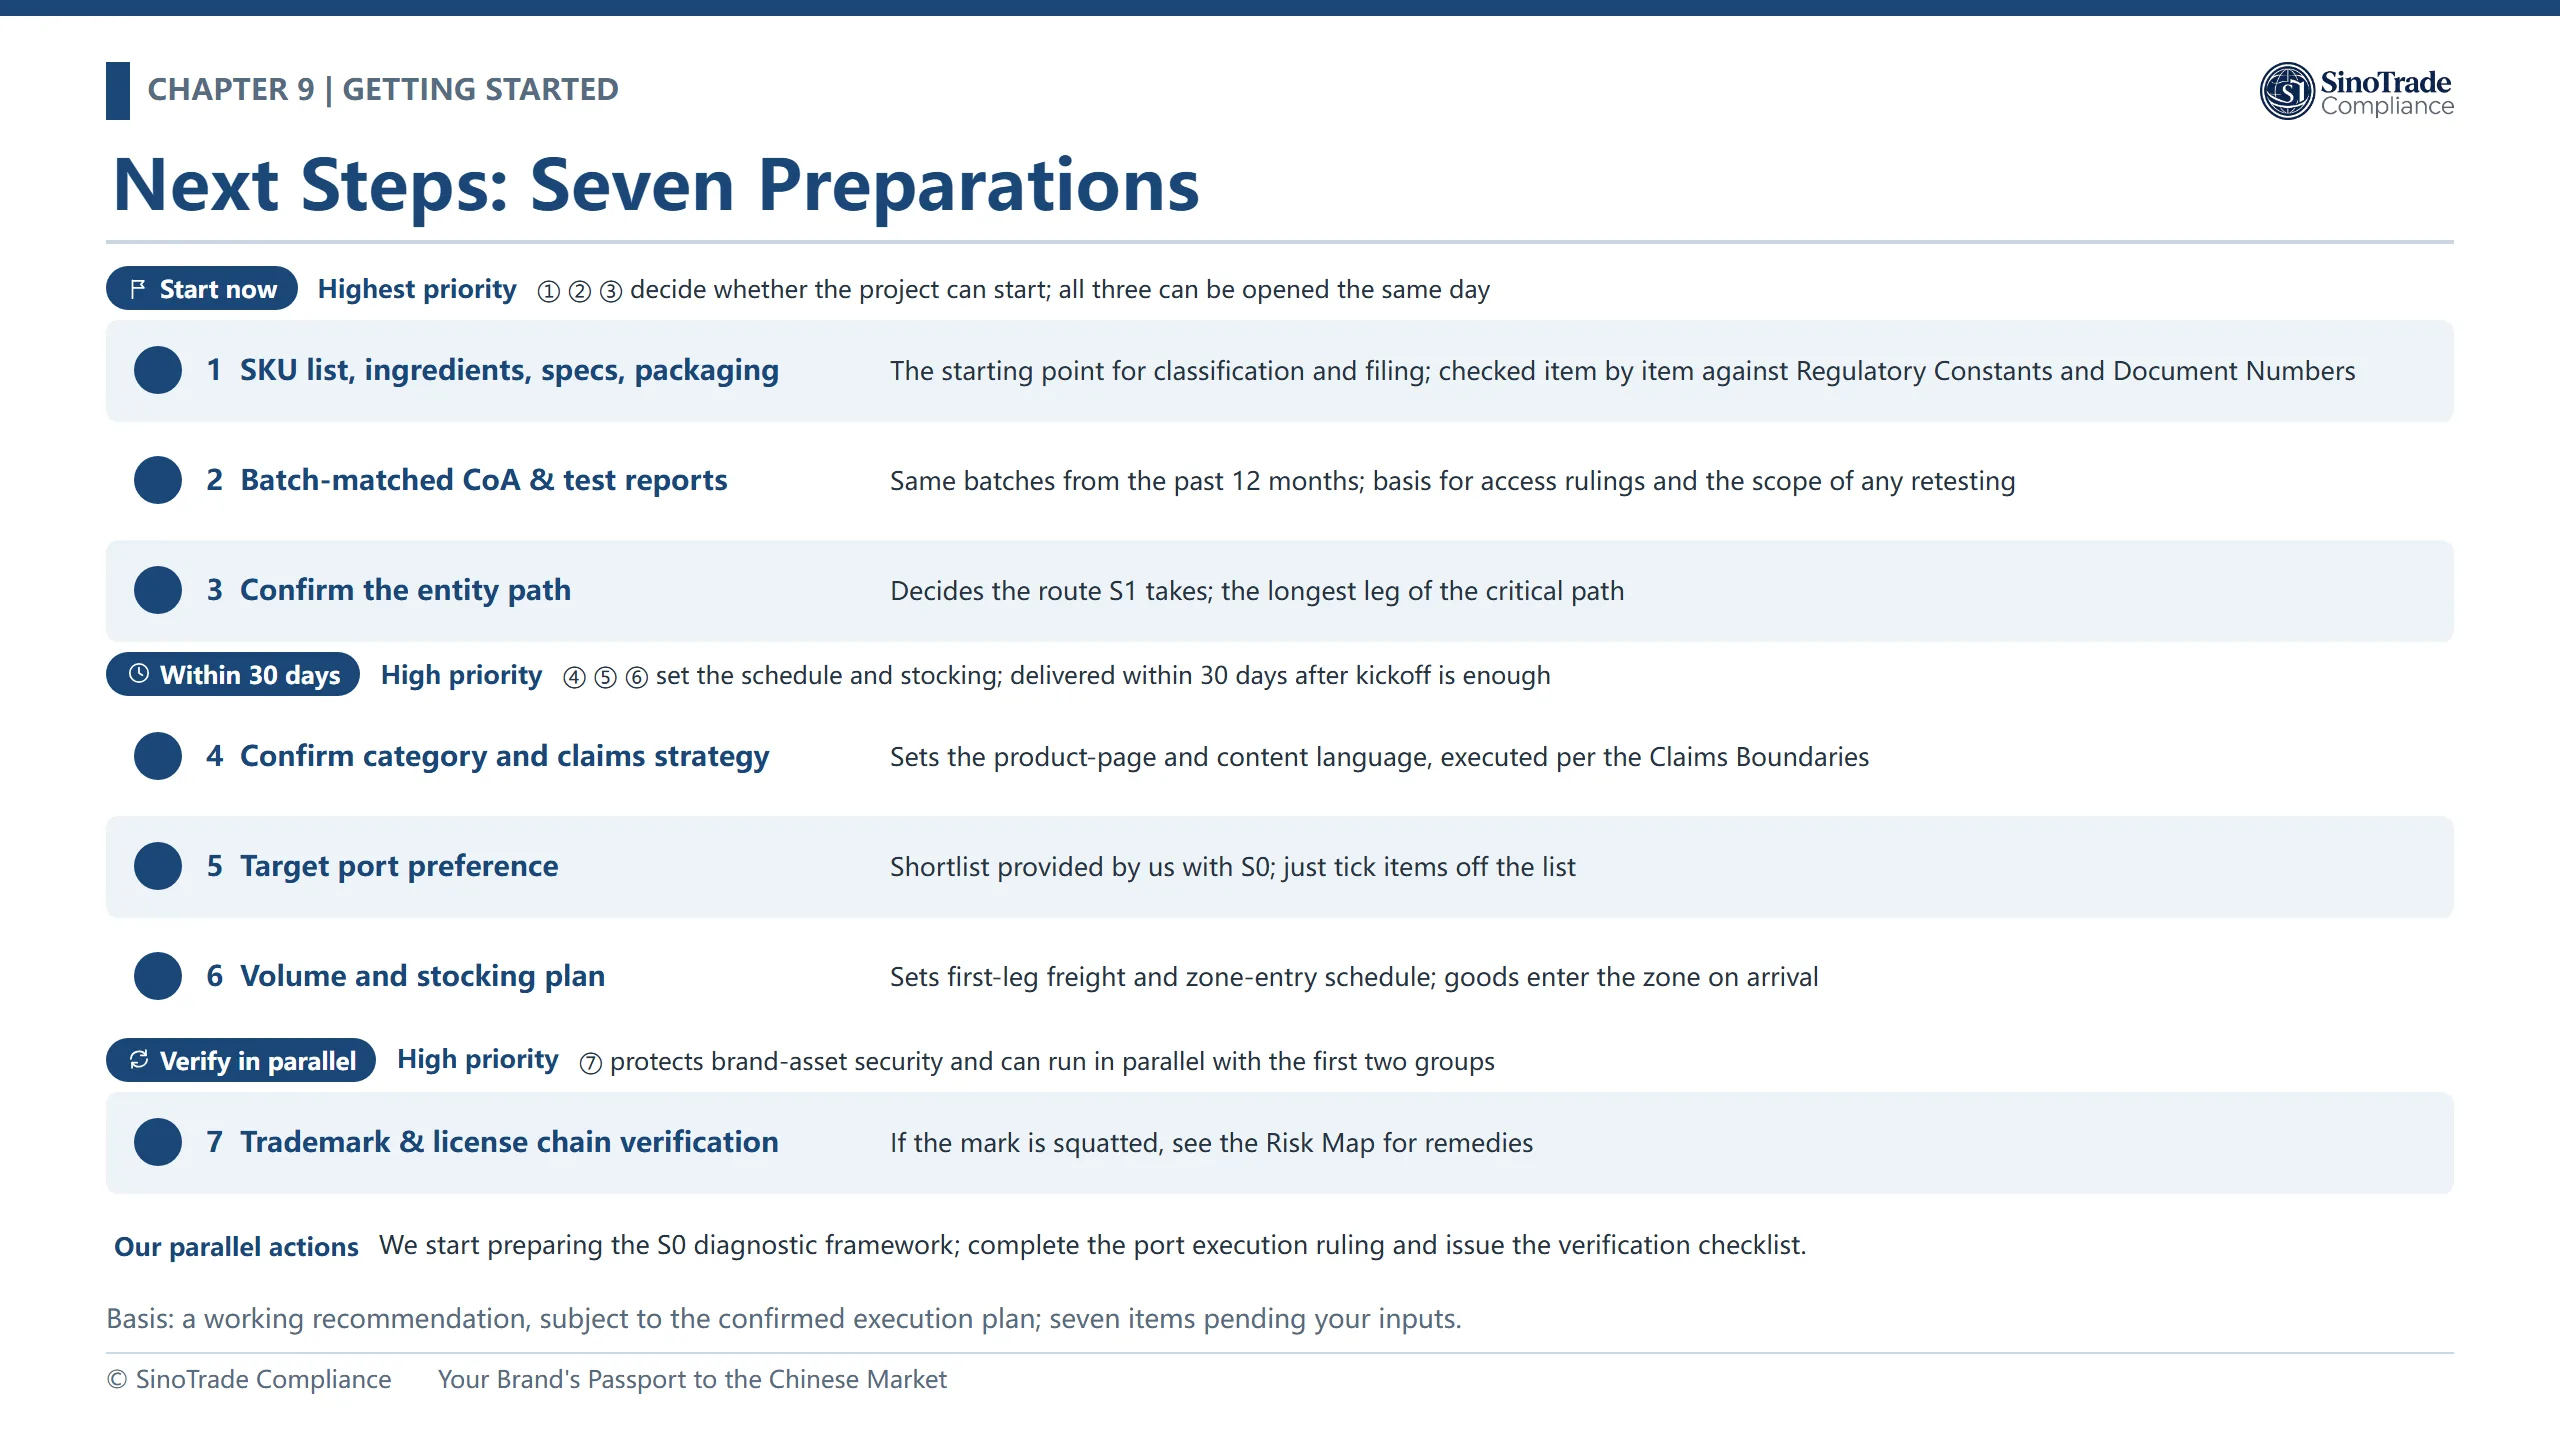 CHAPTER 9 | GETTING STARTED
SinoTrade
Compliance
Next Steps: Seven Preparations
Start now Highest priority ① ② ③ decide whether the project can start; all three can be opened the same day
1 SKU list, ingredients, specs, packaging The starting point for classification and filing; checked item by item against Regulatory Constants and Document Numbers
2 Batch-matched CoA & test reports Same batches from the past 12 months; basis for access rulings and the scope of any retesting
3 Confirm the entity path Decides the route S1 takes; the longest leg of the critical path
Within 30 days High priority ④ ⑤ ⑥ set the schedule and stocking; delivered within 30 days after kickoff is enough
4 Confirm category and claims strategy Sets the product-page and content language, executed per the Claims Boundaries
5 Target port preference Shortlist provided by us with S0; just tick items off the list
6 Volume and stocking plan Sets first-leg freight and zone-entry schedule; goods enter the zone on arrival
Verify in parallel High priority ⑦ protects brand-asset security and can run in parallel with the first two groups
7 Trademark & license chain verification If the mark is squatted, see the Risk Map for remedies
Our parallel actions We start preparing the S0 diagnostic framework; complete the port execution ruling and issue the verification checklist.
Basis: a working recommendation, subject to the confirmed execution plan; seven items pending your inputs.
© SinoTrade Compliance Your Brand's Passport to the Chinese Market